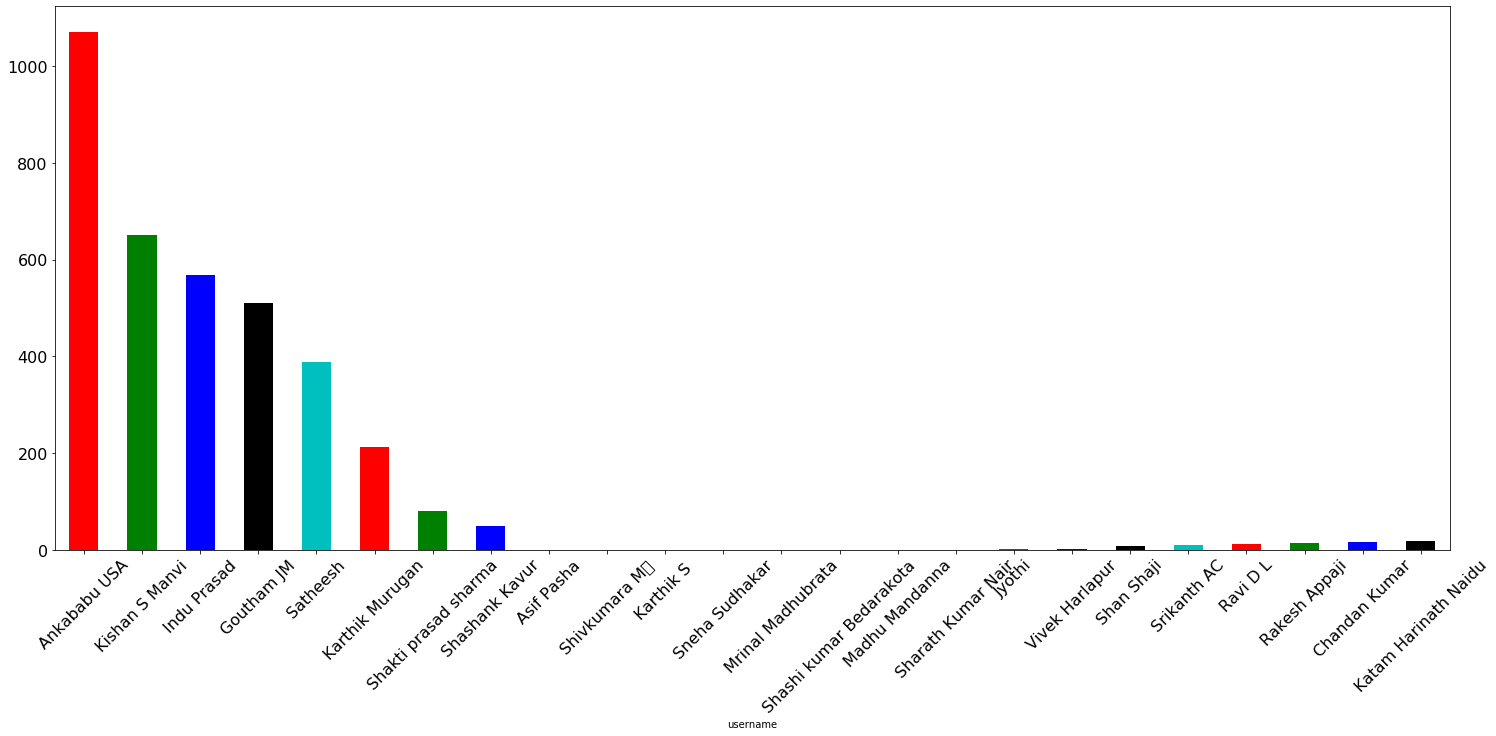 1000
800
600
400
200
0
Ankababu USA
Kishan S Manvi
Indu Prasad
Goutham JM
Satheesh
Karthik Murugan
Shakti prasad sharma
Shashank Kavur
Asif Pasha
Shivkumara M▯
Karthik S
Sneha Sudhakar
Mrinal Madhubrata
Shashi kumar Bedarakota
Madhu Mandanna
Sharath Kumar Nair
Jyothi
Vivek Harlapur
Shan Shaji
Srikanth AC
Ravi D L
Rakesh Appaji
Chandan Kumar
Katam Harinath Naidu
username